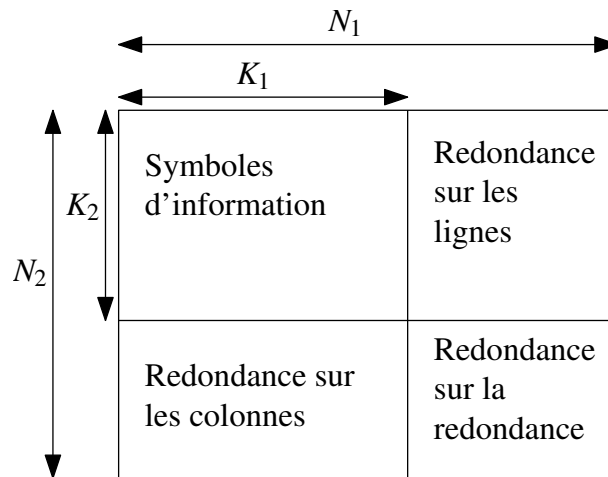 N1
K1
Symboles
d'information
Redondance
sur les
lignes
K2
N2
Redondance sur
les colonnes
Redondance
sur la
redondance